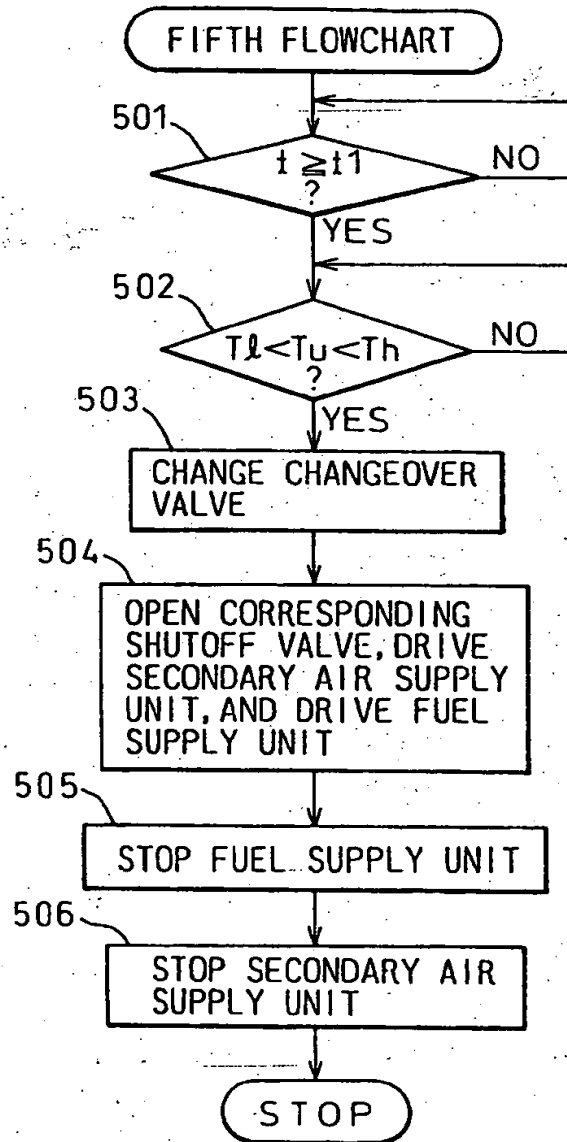 FIFTH FLOWCHART
501
t ≧ t1
?
NO
YES
502
Tℓ<Tu<Th
?
NO
YES
503
CHANGE CHANGEOVER
VALVE
504
OPEN CORRESPONDING
SHUTOFF VALVE, DRIVE
SECONDARY AIR SUPPLY
UNIT, AND DRIVE FUEL
SUPPLY UNIT
505
STOP FUEL SUPPLY UNIT
506
STOP SECONDARY AIR
SUPPLY UNIT
STOP